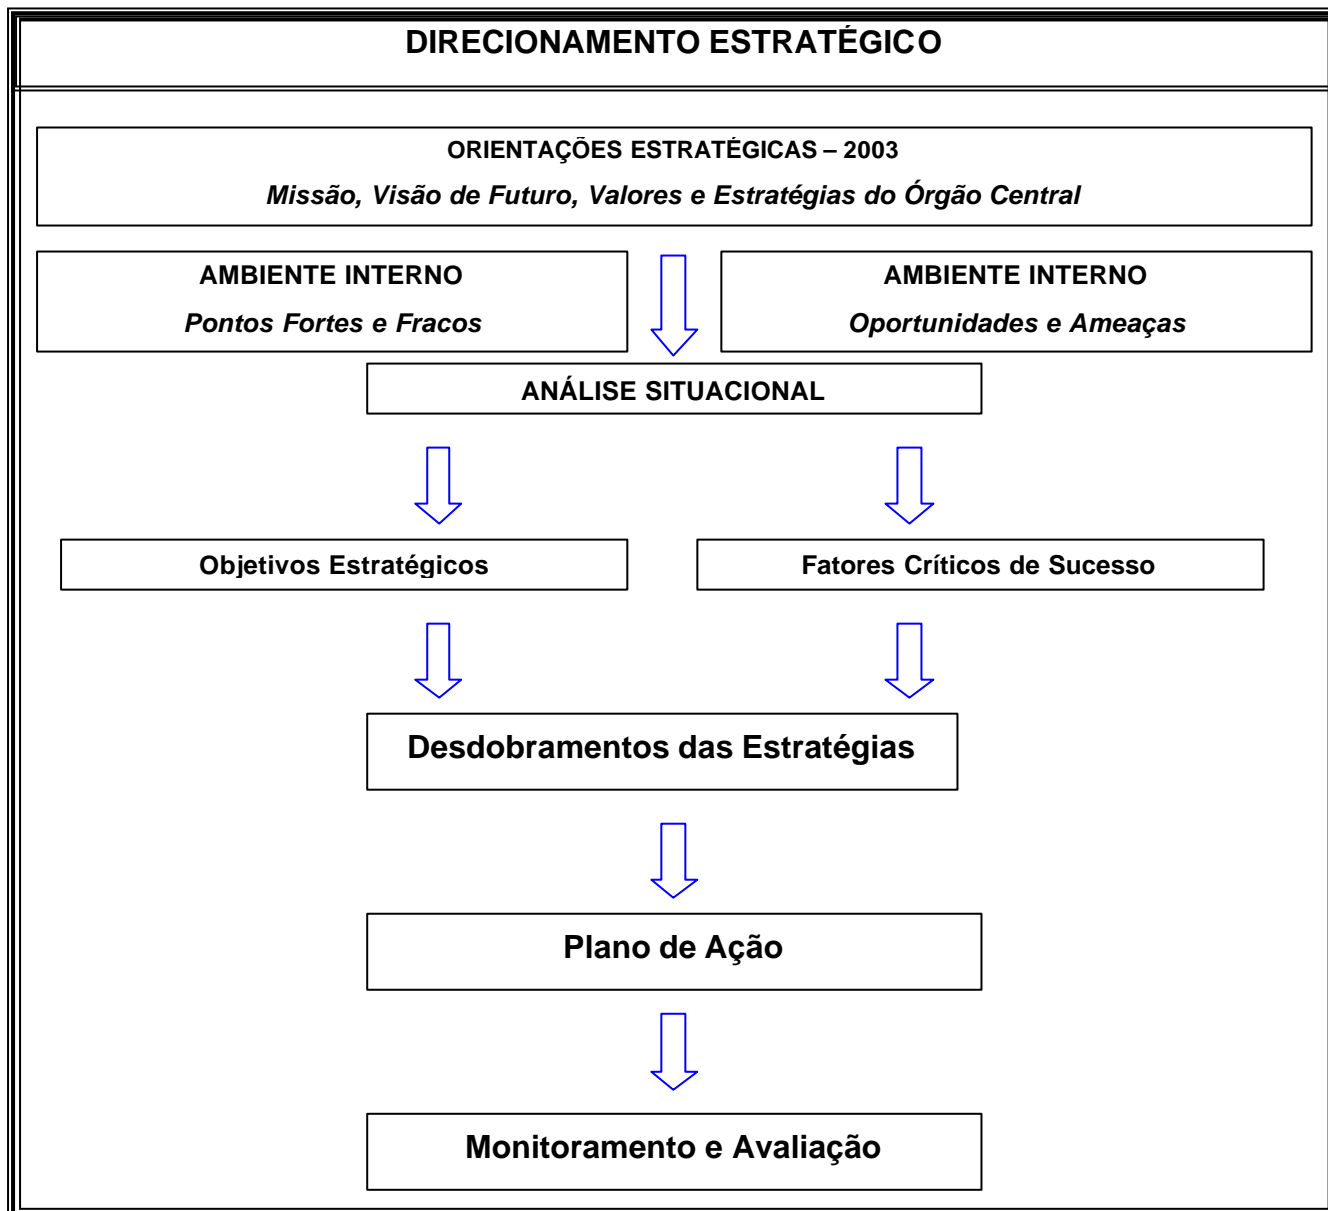 DIRECIONAMENTO ESTRATÉGICO
ORIENTAÇÕES ESTRATÉGICAS – 2003
Missão, Visão de Futuro, Valores e Estratégias do Órgão Central
AMBIENTE INTERNO
Pontos Fortes e Fracos
AMBIENTE INTERNO
Oportunidades e Ameaças
ANÁLISE SITUACIONAL
Objetivos Estratégicos
Fatores Críticos de Sucesso
Desdobramentos das Estratégias
Plano de Ação
Monitoramento e Avaliação